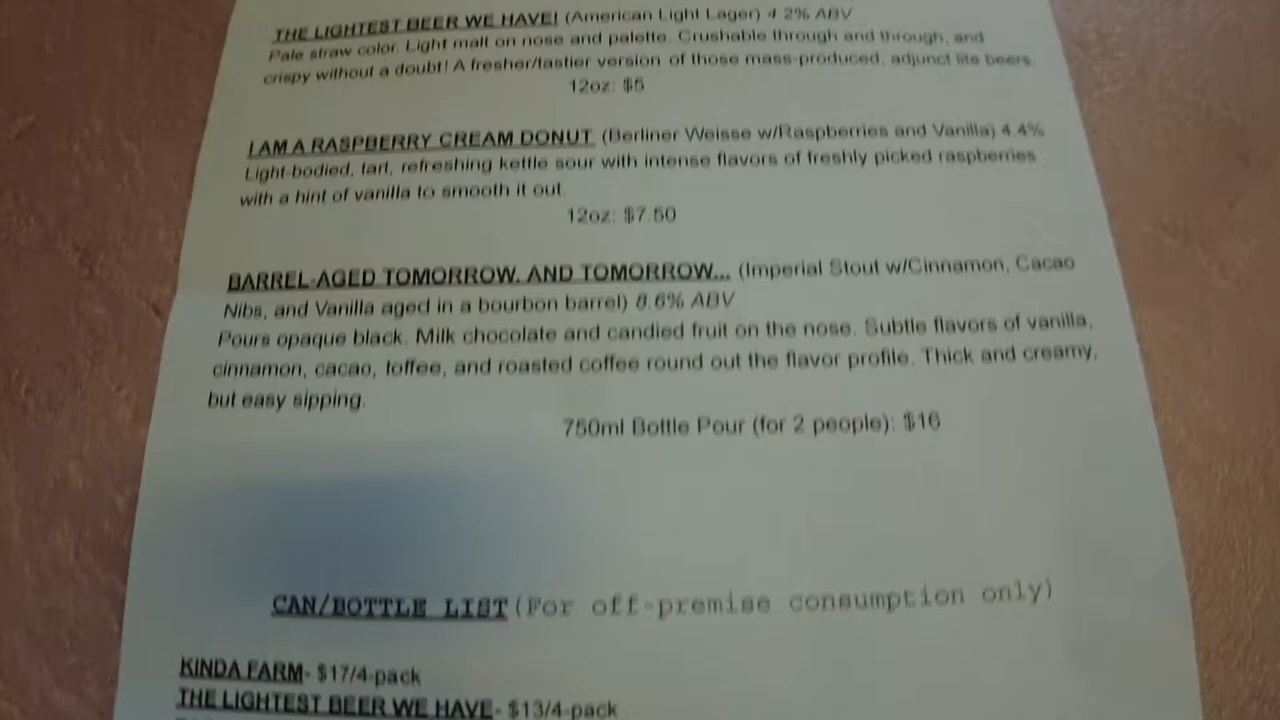 THE LIGHTEST BEER WE HAVE! (American Light Lager) 4.2% ABV
Pale straw color. Light malt on nose and palette. Crushable through and through, and
crispy without a doubt! A fresher/tastier version of those mass-produced, adjunct lite beers.
12oz: $5
I AM A RASPBERRY CREAM DONUT (Berliner Weisse w/Raspberries and Vanilla) 4.4%
Light-bodied, tart, refreshing kettle sour with intense flavors of freshly picked raspberries
with a hint of vanilla to smooth it out.
12oz: $7.50
BARREL-AGED TOMORROW, AND TOMORROW... (Imperial Stout w/Cinnamon, Cacao
Nibs, and Vanilla aged in a bourbon barrel) 8.6% ABV
Pours opaque black. Milk chocolate and candied fruit on the nose. Subtle flavors of vanilla,
cinnamon, cacao, toffee, and roasted coffee round out the flavor profile. Thick and creamy,
but easy sipping.
750ml Bottle Pour (for 2 people): $16
CAN/BOTTLE LIST(For off-premise consumption only)
KINDA FARM- $17/4-pack
THE LIGHTEST BEER WE HAVE- $13/4-pack